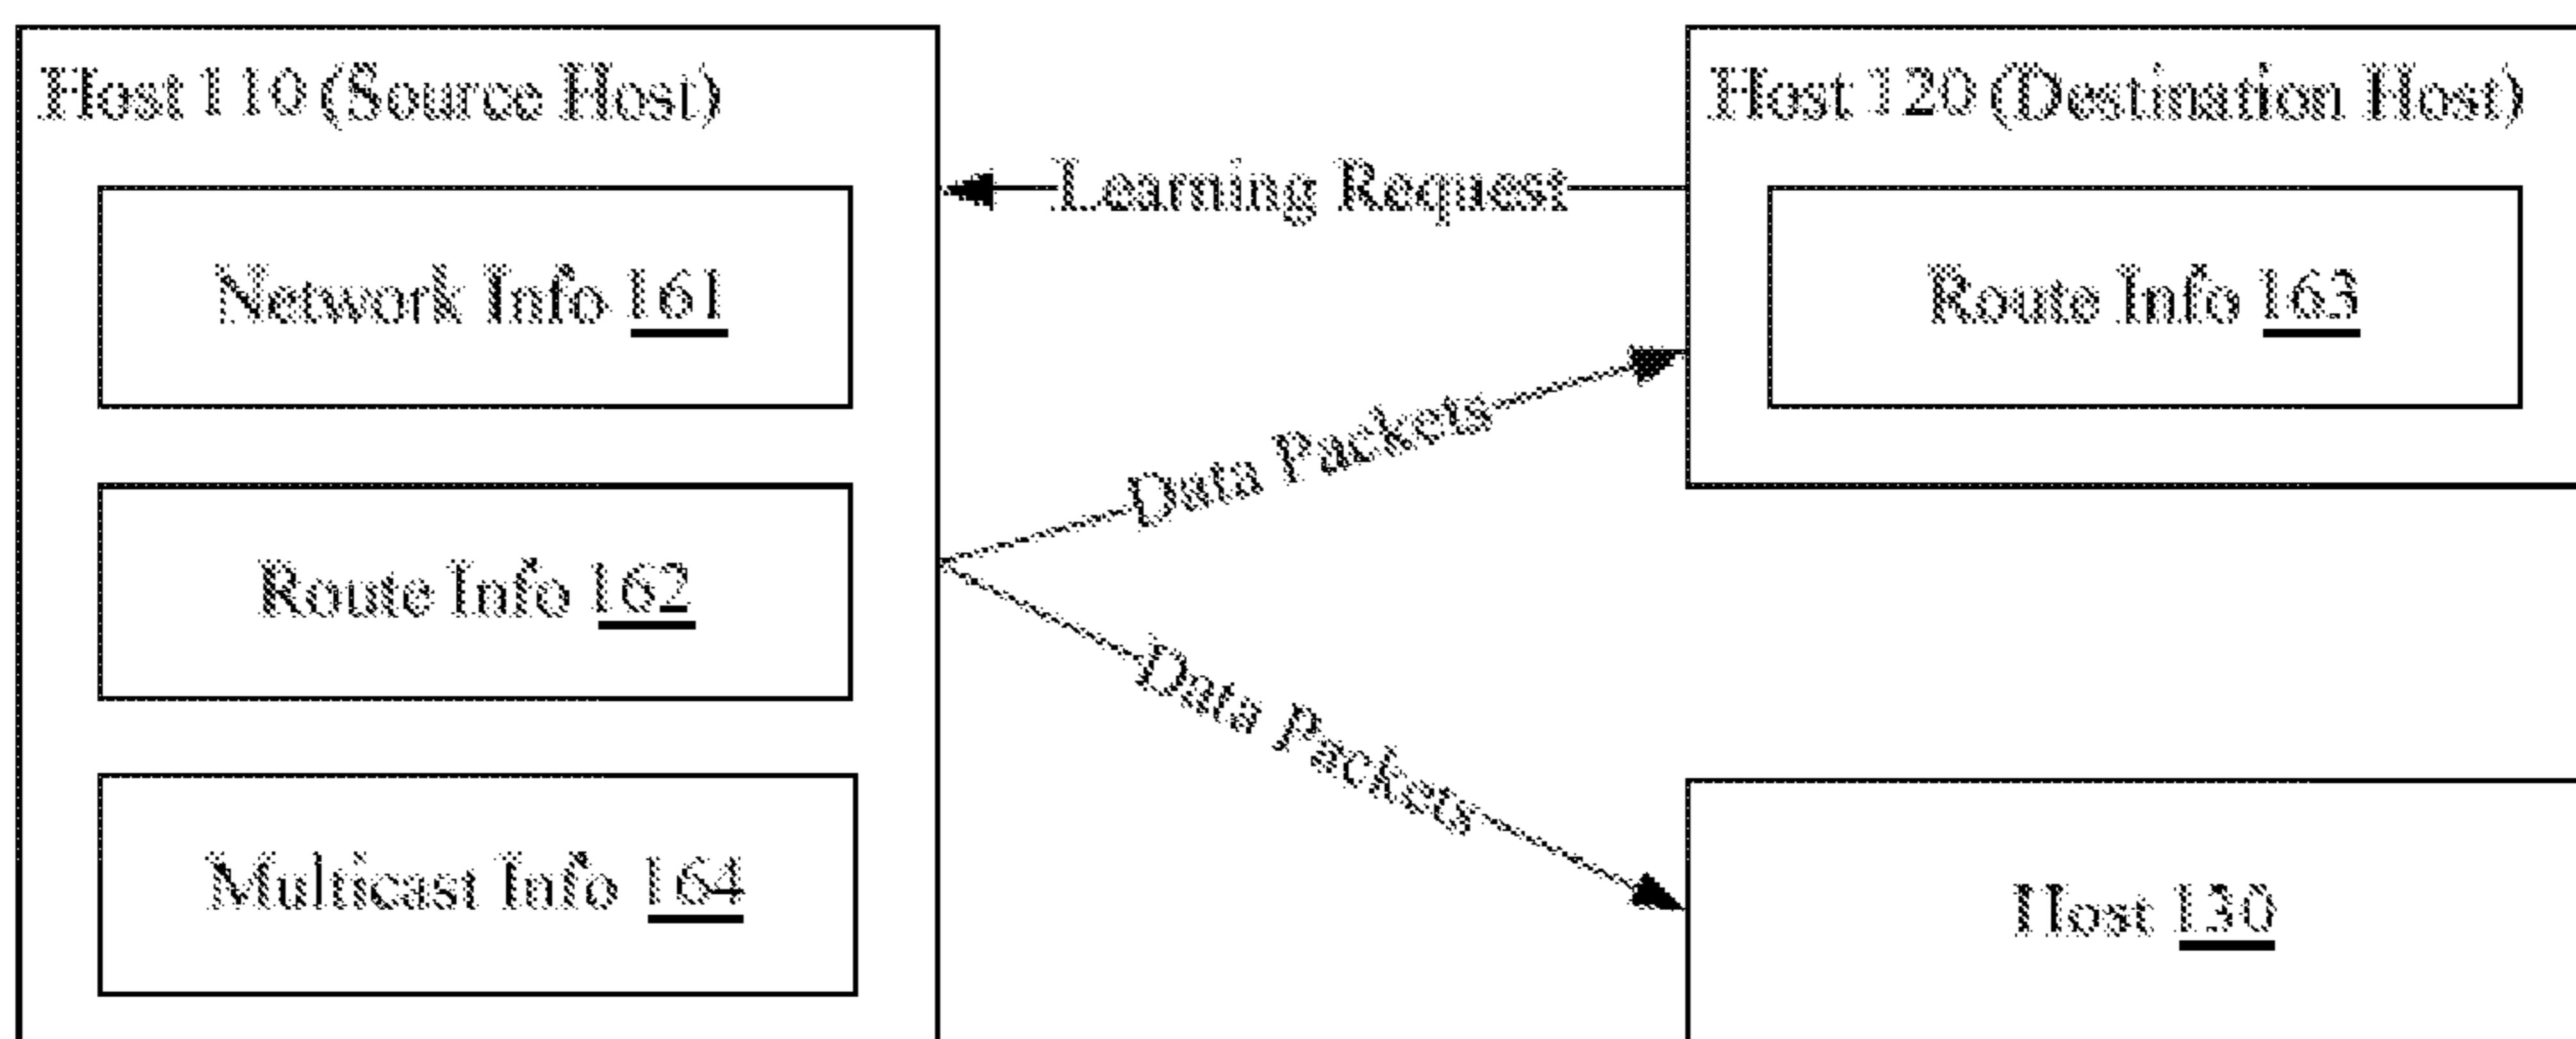 Host 110 (Source Host)
Network Info 161
Route Info 162
Multicast Info 164
Learning Request
Data Packets
Data Packets
Host 120 (Destination Host)
Route Info 163
Host 130